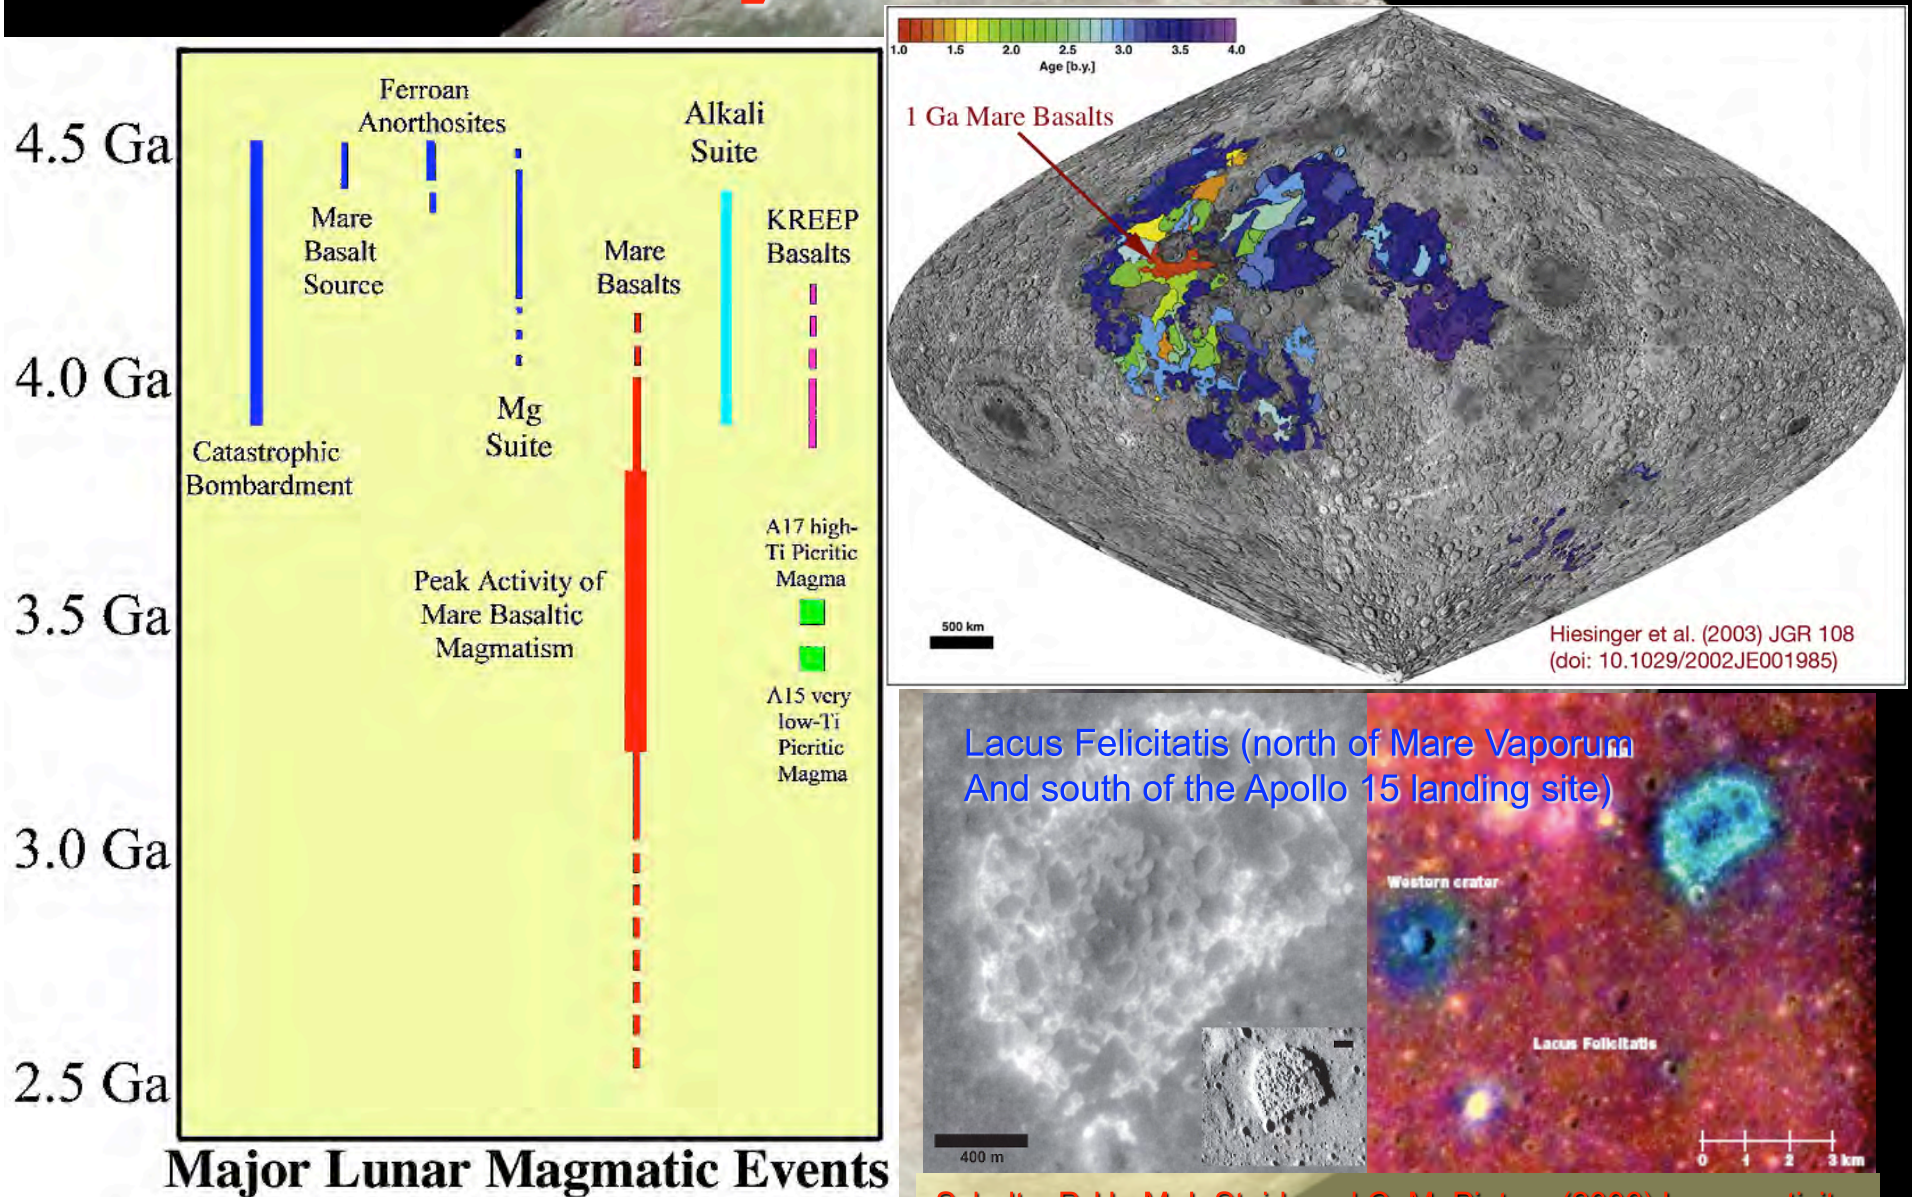 4.5 Ga
4.0 Ga
3.5 Ga
3.0 Ga
2.5 Ga
Ferroan
Anorthosites
Alkali
Suite
Mare
Basalt
Source
KREEP
Basalts
Mare
Basalts
Mg
Suite
Catastrophic
Bombardment
A17 high-
Ti Picritic
Magma
Peak Activity of
Mare Basaltic
Magmatism
A15 very
low-Ti
Picritic
Magma
Major Lunar Magmatic Events
1.0 1.5 2.0 2.5 3.0 3.5 4.0
Age [b.y.]
1 Ga Mare Basalts
500 km
Hiesinger et al. (2003) JGR 108
(doi: 10.1029/2002JE001985)
Lacus Felicitatis (north of Mare Vaporum
And south of the Apollo 15 landing site)
Western crater
Lacus Felicitatis
400 m
0 1 2 3 km